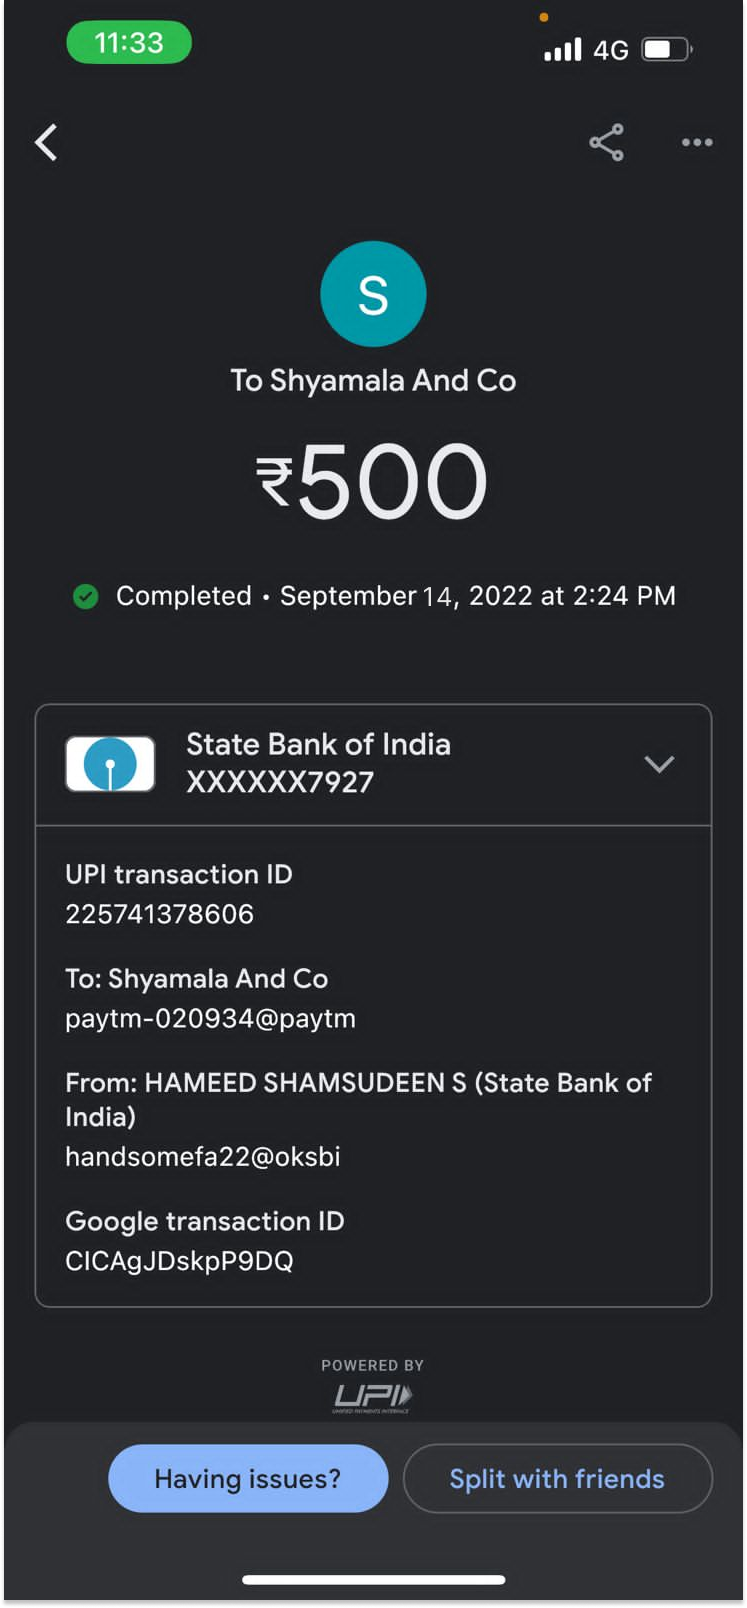 11:33
4G
S
To Shyamala And Co
₹500
Completed • September 14, 2022 at 2:24 PM
State Bank of India
XXXXXX7927
UPI transaction ID
225741378606
To: Shyamala And Co
paytm-020934@paytm
From: HAMEED SHAMSUDEEN S (State Bank of
India)
handsomefa22@oksbi
Google transaction ID
CICAgJDskpP9DQ
POWERED BY
UPI
UNIFIED PAYMENTS INTERFACE
Having issues?
Split with friends